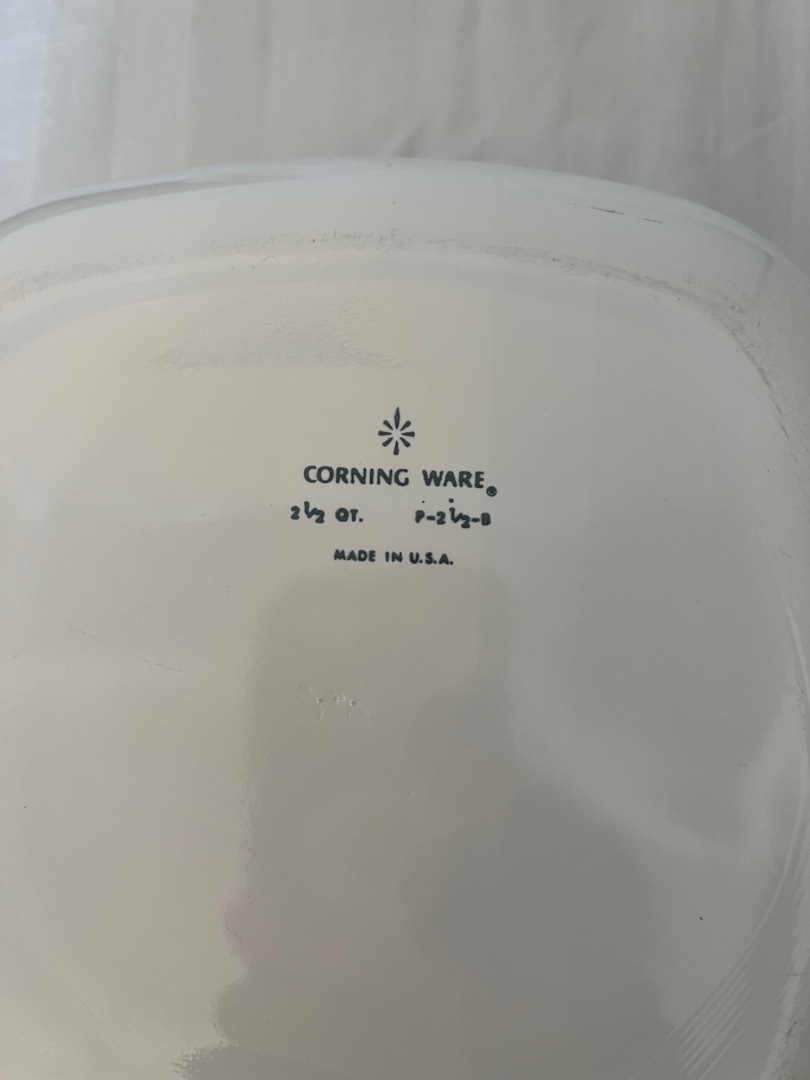 CORNING WARE®
2½ QT. P-2½-B
MADE IN U.S.A.